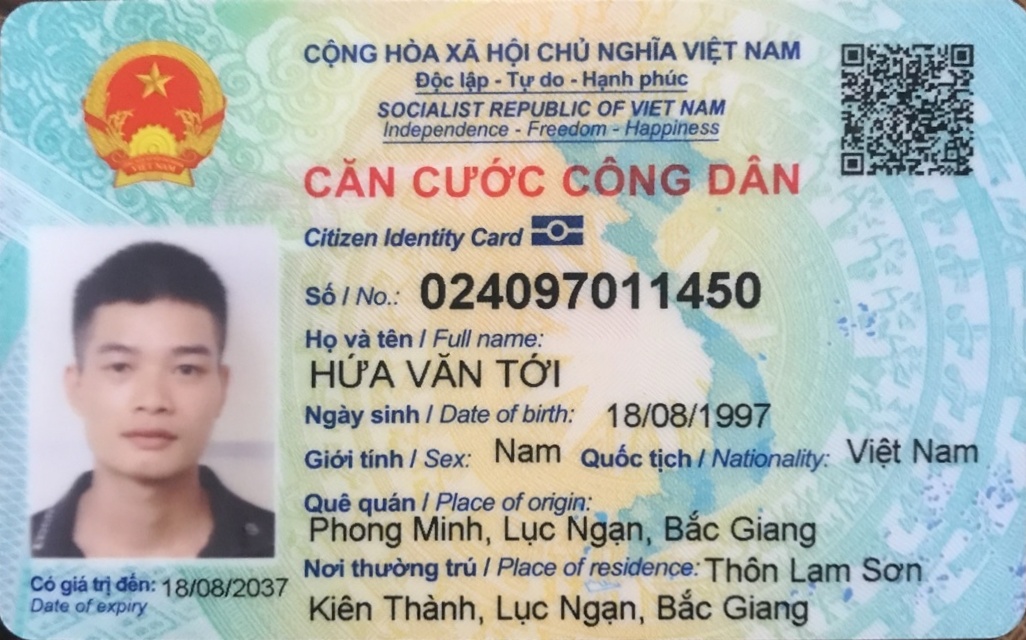 CỘNG HÒA XÃ HỘI CHỦ NGHĨA VIỆT NAM
Độc lập - Tự do - Hạnh phúc
SOCIALIST REPUBLIC OF VIET NAM
Independence - Freedom - Happiness
CĂN CƯỚC CÔNG DÂN
Citizen Identity Card
Số / No.: 024097011450
Họ và tên / Full name:
HỨA VĂN TỚI
Ngày sinh / Date of birth: 18/08/1997
Giới tính / Sex: Nam Quốc tịch / Nationality: Việt Nam
Quê quán / Place of origin:
Phong Minh, Lục Ngạn, Bắc Giang
Nơi thường trú / Place of residence: Thôn Lạm Sơn
Kiên Thành, Lục Ngạn, Bắc Giang
Có giá trị đến: 18/08/2037
Date of expiry
VIỆT NAM